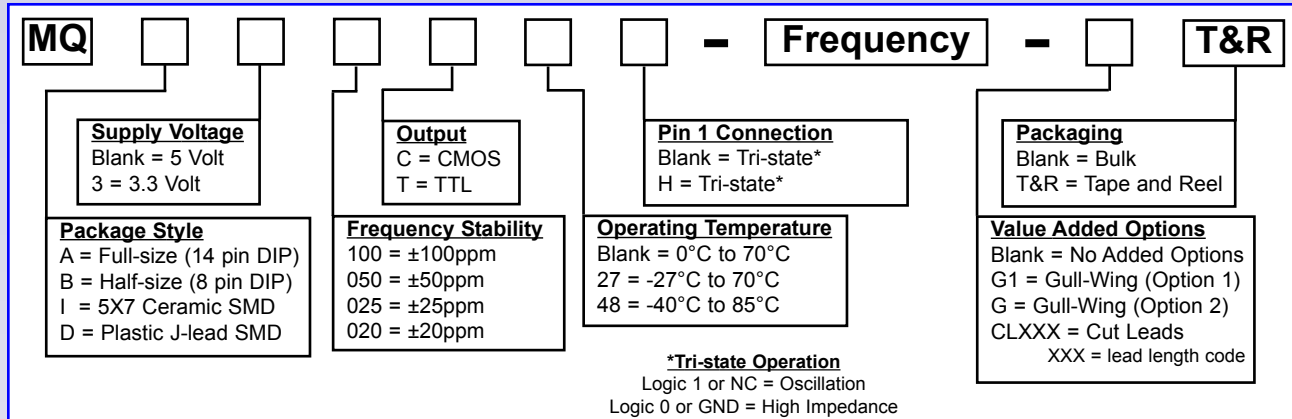 MQ - Frequency - T&R
Supply Voltage
Blank = 5 Volt
3 = 3.3 Volt
Output
C = CMOS
T = TTL
Pin 1 Connection
Blank = Tri-state*
H = Tri-state*
Packaging
Blank = Bulk
T&R = Tape and Reel
Package Style
A = Full-size (14 pin DIP)
B = Half-size (8 pin DIP)
I = 5X7 Ceramic SMD
D = Plastic J-lead SMD
Frequency Stability
100 = ±100ppm
050 = ±50ppm
025 = ±25ppm
020 = ±20ppm
Operating Temperature
Blank = 0°C to 70°C
27 = -27°C to 70°C
48 = -40°C to 85°C
Value Added Options
Blank = No Added Options
G1 = Gull-Wing (Option 1)
G = Gull-Wing (Option 2)
CLXXX = Cut Leads
XXX = lead length code
*Tri-state Operation
Logic 1 or NC = Oscillation
Logic 0 or GND = High Impedance